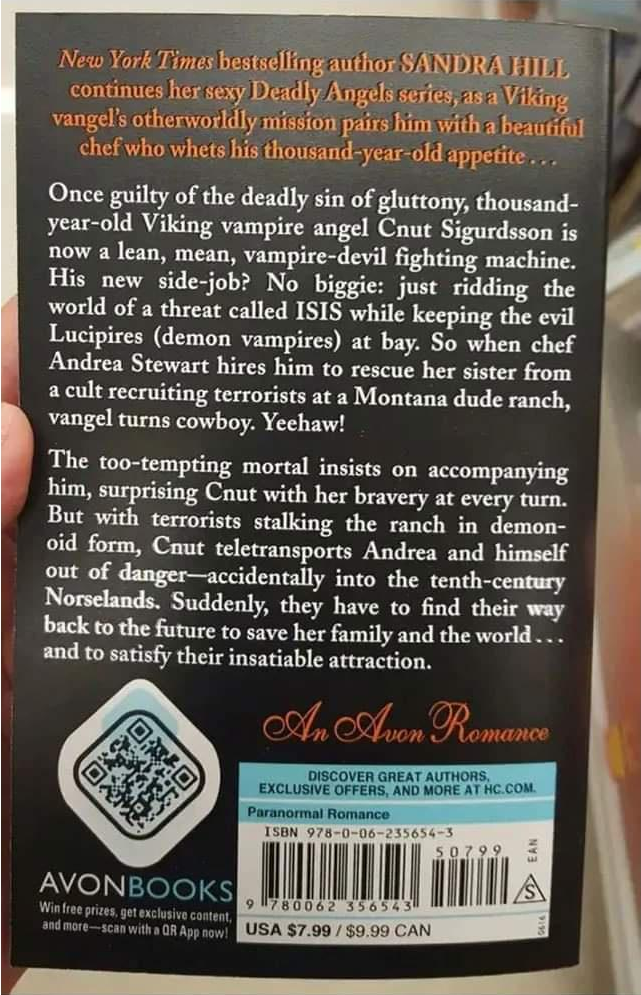 New York Times bestselling author SANDRA HILL
continues her sexy Deadly Angels series, as a Viking
vangel's otherworldly mission pairs him with a beautiful
chef who whets his thousand-year-old appetite...
Once guilty of the deadly sin of gluttony, thousand-
year-old Viking vampire angel Cnut Sigurdsson is
now a lean, mean, vampire-devil fighting machine.
His new side-job? No biggie: just ridding the
world of a threat called ISIS while keeping the evil
Lucipires (demon vampires) at bay. So when chef
Andrea Stewart hires him to rescue her sister from
a cult recruiting terrorists at a Montana dude ranch,
vangel turns cowboy. Yeehaw!
The too-tempting mortal insists on accompanying
him, surprising Cnut with her bravery at every turn.
But with terrorists stalking the ranch in demon-
oid form, Cnut teletransports Andrea and himself
out of danger—accidentally into the tenth-century
Norselands. Suddenly, they have to find their way
back to the future to save her family and the world...
and to satisfy their insatiable attraction.
An Avon Romance
DISCOVER GREAT AUTHORS,
EXCLUSIVE OFFERS, AND MORE AT HC.COM.
Paranormal Romance
ISBN 978-0-06-235654-3
50799
EAN
S
9 780062 356543
0616
USA $7.99 / $9.99 CAN
AVONBOOKS
Win free prizes, get exclusive content,
and more—scan with a QR App now!